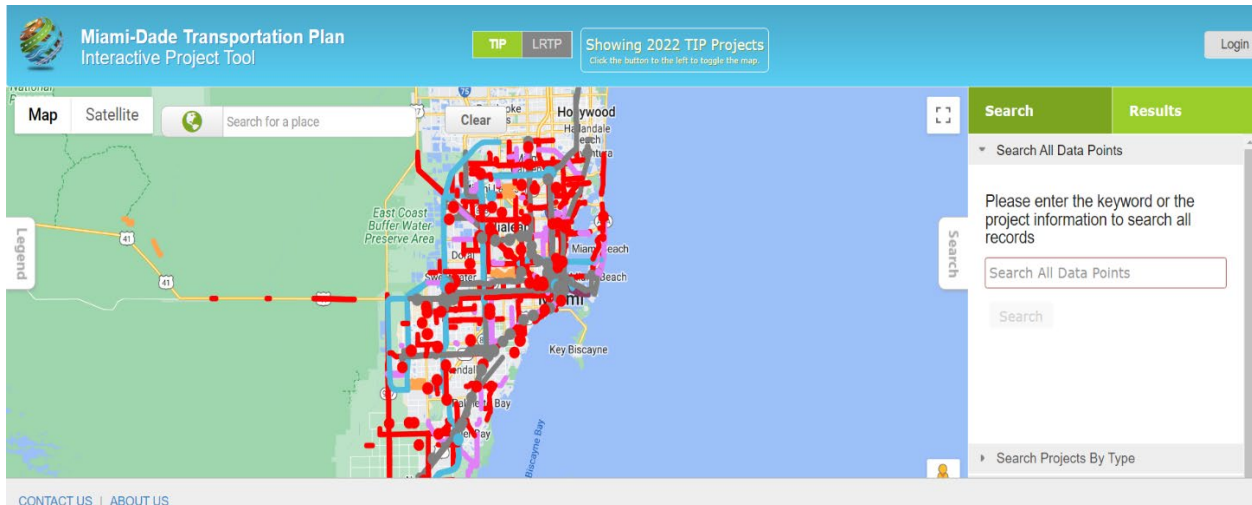 Miami-Dade Transportation Plan
Interactive Project Tool
TIP
LRTP
Showing 2022 TIP Projects
Click the button to the left to toggle the map.
Login
Map
Satellite
Search for a place
Clear
Search
Results
Search All Data Points
Please enter the keyword or the
project information to search all
records
Search All Data Points
Search
Search Projects By Type
Legend
Search
75
Hollywood
Hallandale
East Coast
Buffer Water
Preserve Area
41
41
Key Biscayne
Biscayne Bay
CONTACT US | ABOUT US